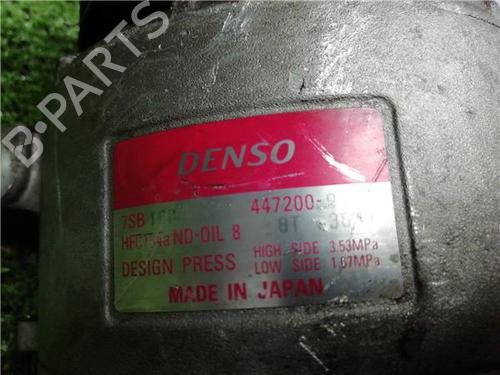 B-PARTS
DENSO
447200-
HFC134a ND-OIL 8
DESIGN PRESS HIGH SIDE 3.53MPa
LOW SIDE 1.67MPa
MADE IN JAPAN